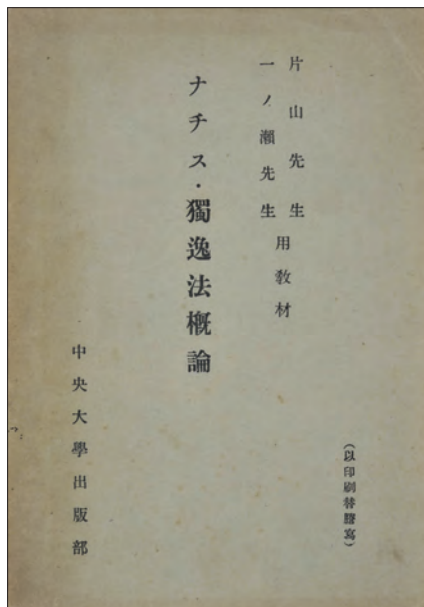 （以印刷替謄寫）
片山先生
一ノ瀨先生
用教材
ナチス・獨逸法概論
中央大學出版部